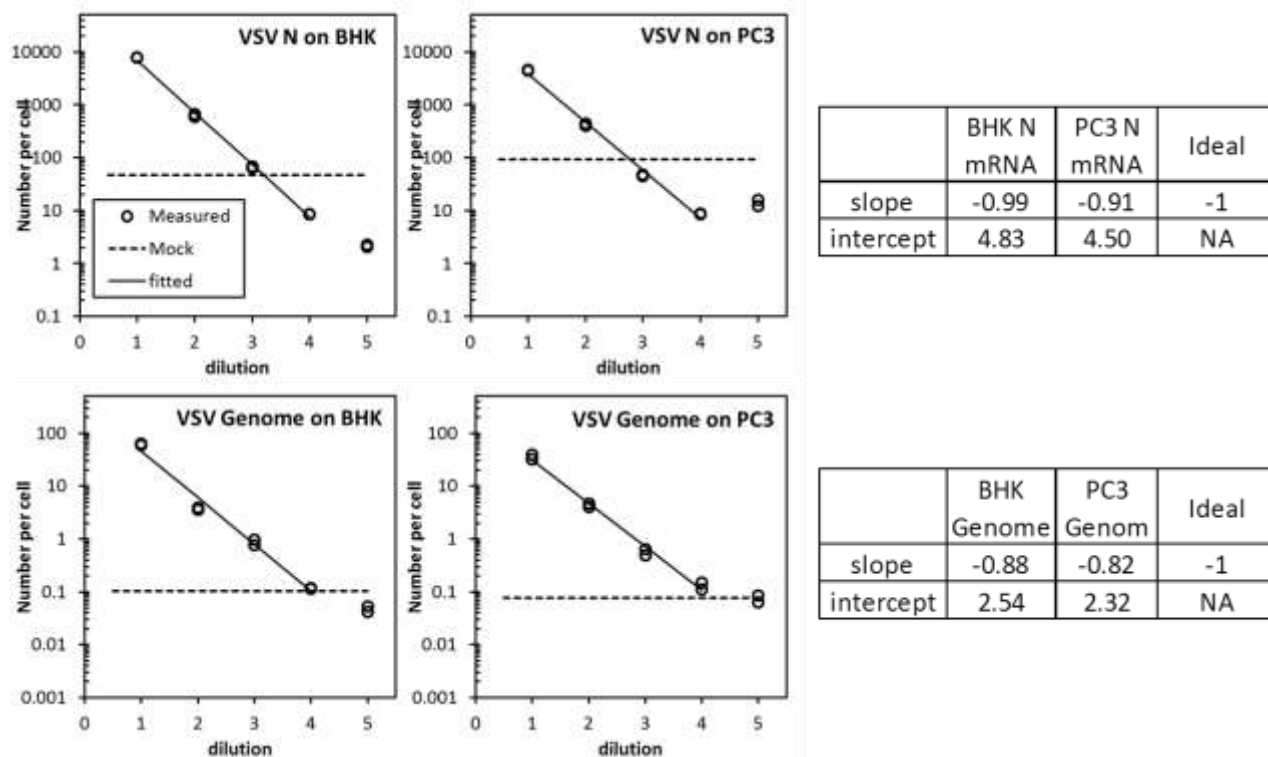 VSV N on BHK
Number per cell
10000
1000
100
10
1
0.1
Measured
Mock
fitted
0 1 2 3 4 5
dilution
VSV N on PC3
Number per cell
10000
1000
100
10
1
0.1
0 1 2 3 4 5
dilution
BHK N mRNA PC3 N mRNA Ideal
slope -0.99 -0.91 -1
intercept 4.83 4.50 NA
VSV Genome on BHK
Number per cell
100
10
1
0.1
0.01
0.001
0 1 2 3 4 5
dilution
VSV Genome on PC3
Number per cell
100
10
1
0.1
0.01
0.001
0 1 2 3 4 5
dilution
BHK Genome PC3 Genom Ideal
slope -0.88 -0.82 -1
intercept 2.54 2.32 NA